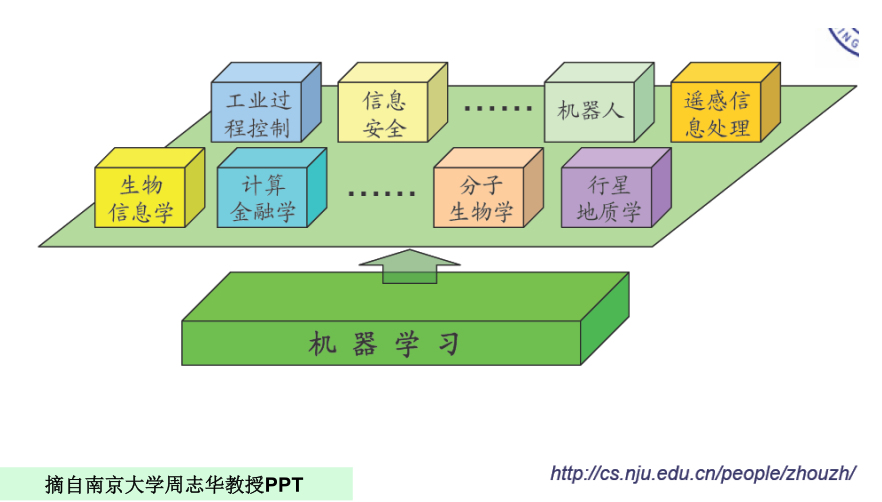 工业过
程控制
信息
安全
……
机器人
遥感信
息处理
生物
信息学
计算
金融学
……
分子
生物学
行星
地质学
机器学习
摘自南京大学周志华教授PPT
http://cs.nju.edu.cn/people/zhouzh/